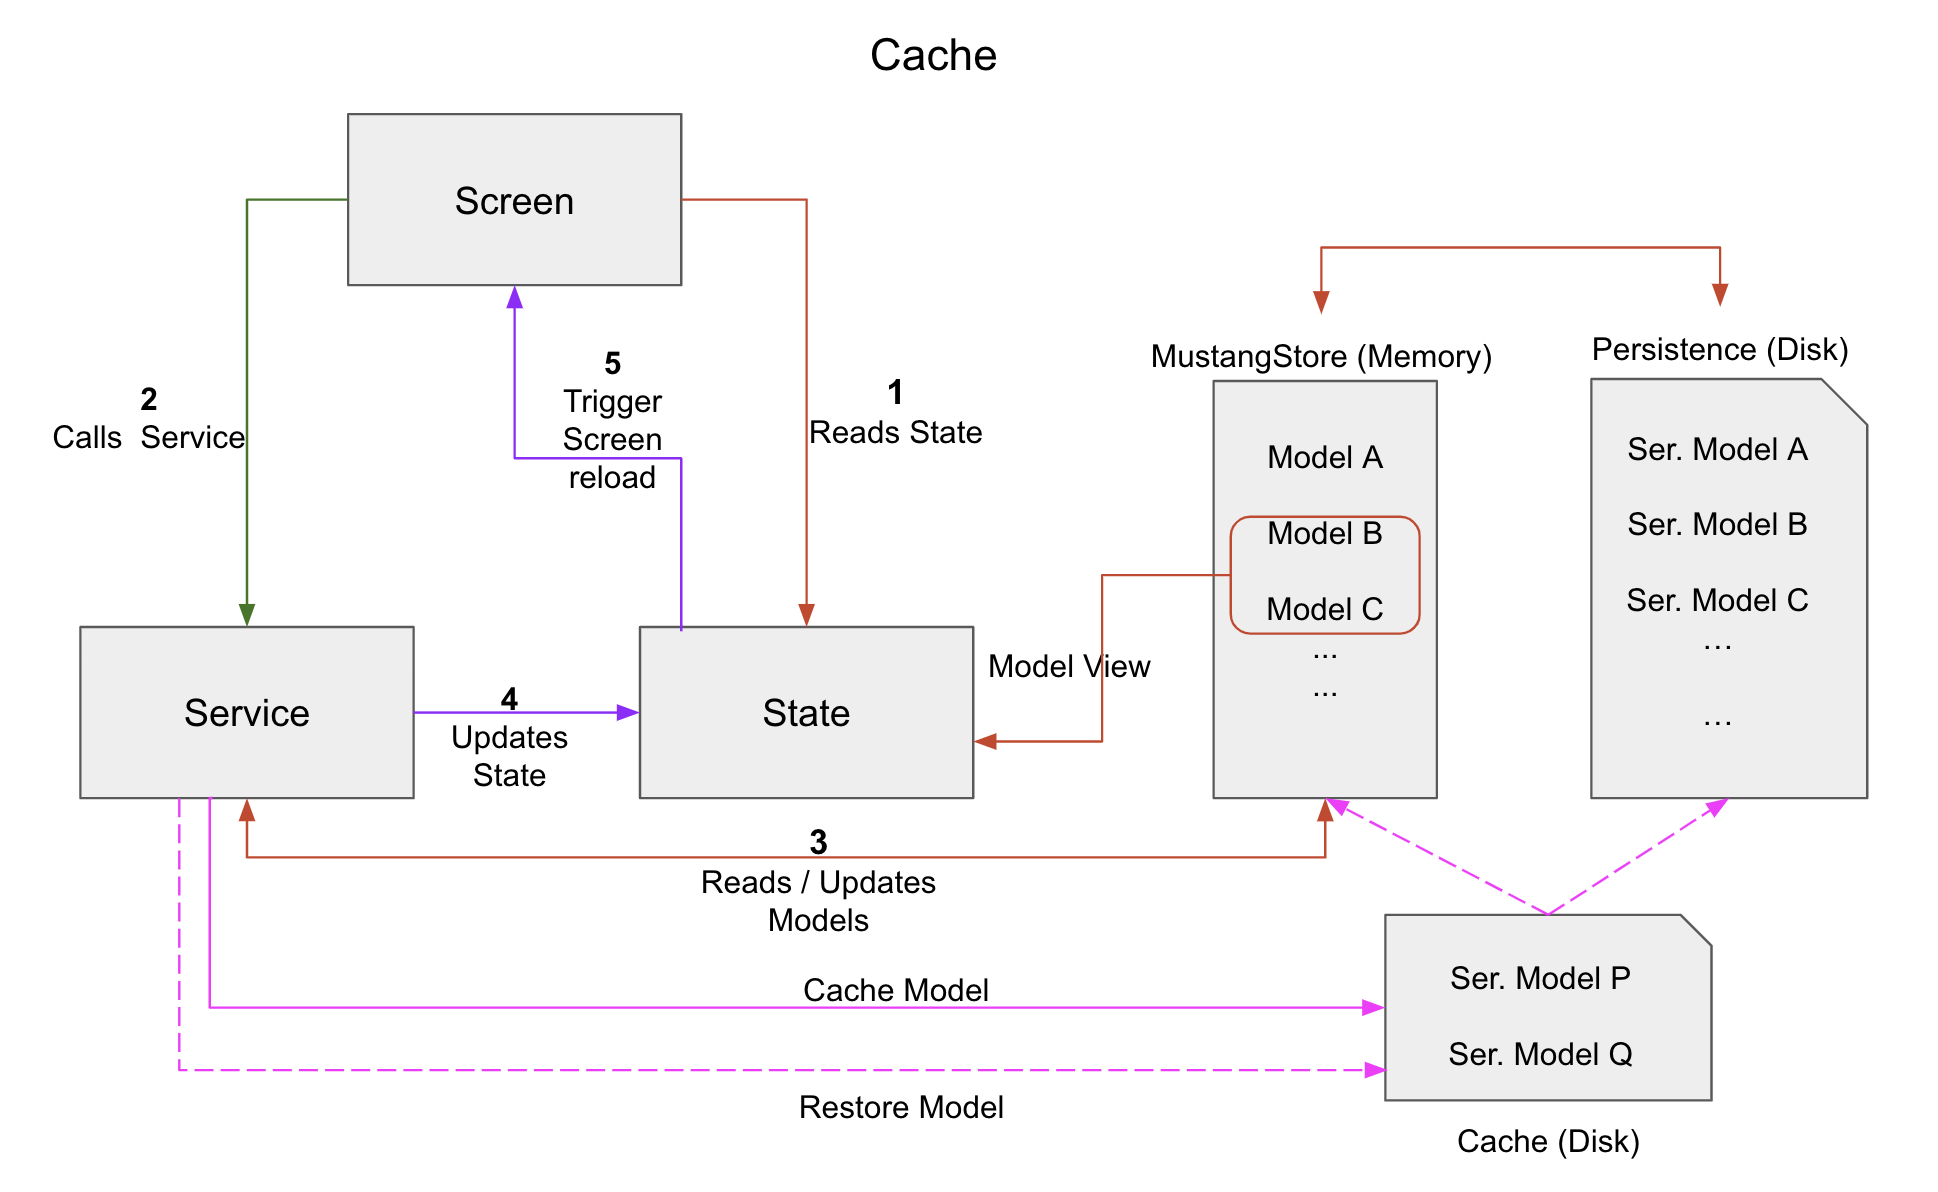 Cache
Screen
5
Trigger
Screen
reload
1
Reads State
2
Calls  Service
MustangStore (Memory)
Persistence (Disk)
Model A
Model B
Model C
...
...
Ser. Model A
Ser. Model B
Ser. Model C
...
...
Model View
Service
4
Updates
State
State
3
Reads / Updates
Models
Cache Model
Restore Model
Ser. Model P
Ser. Model Q
Cache (Disk)